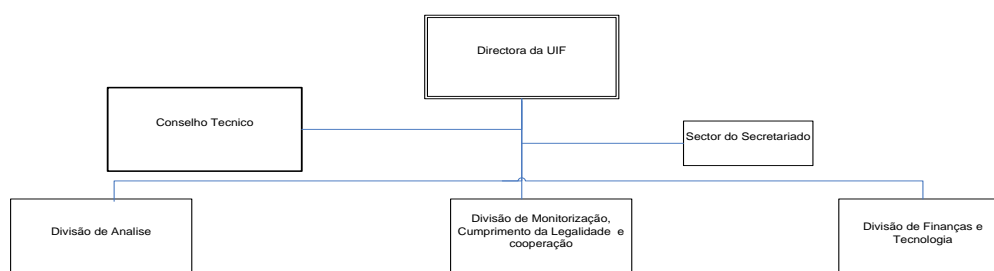 Directora da UIF
Conselho Tecnico
Sector do Secretariado
Divisão de Analise
Divisão de Monitorização,
Cumprimento da Legalidade e
cooperação
Divisão de Finanças e
Tecnologia